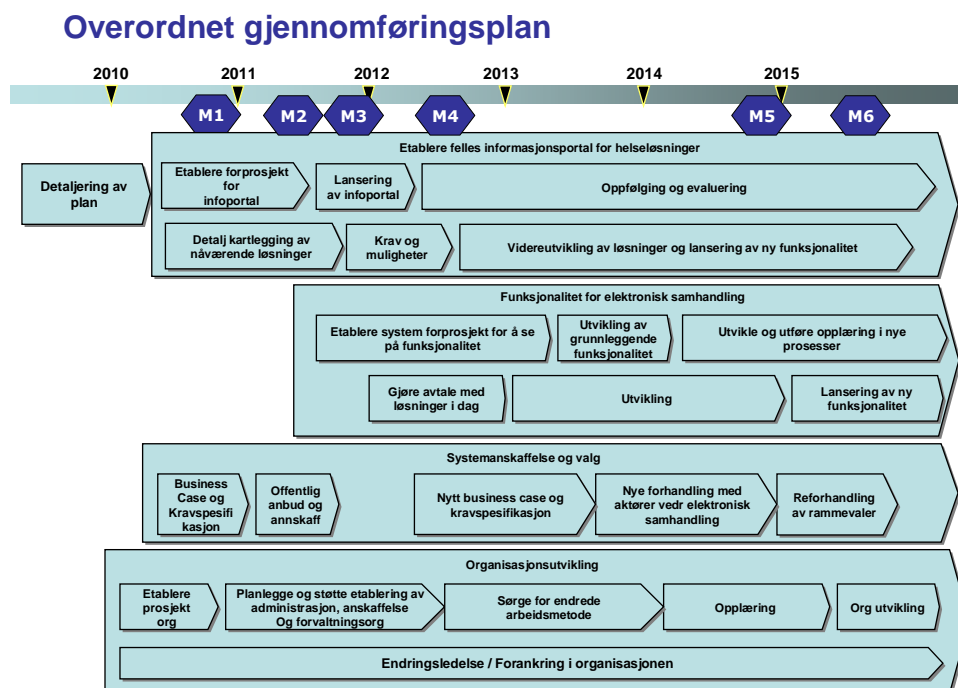 Overordnet gjennomføringsplan
2010 2011 2012 2013 2014 2015
M1 M2 M3 M4 M5 M6
Detaljering av
plan
Etablere felles informasjonsportal for helseløsninger
Etablere forprosjekt
for
infoportal
Lansering
av infoportal
Oppfølging og evaluering
Detalj kartlegging av
nåværende løsninger
Krav og
muligheter
Videreutvikling av løsninger og lansering av ny funksjonalitet
Funksjonalitet for elektronisk samhandling
Etablere system forprosjekt for å se
på funksjonalitet
Utvikling av
grunnleggende
funksjonalitet
Utvikle og utføre opplæring i nye
prosesser
Gjøre avtale med
løsninger i dag
Utvikling
Lansering av ny
funksjonalitet
Systemanskaffelse og valg
Business
Case og
Kravspesifi
kasjon
Offentlig
anbud og
annskaff
Nytt business case og
kravspesifikasjon
Nye forhandling med
aktører vedr elektronisk
samhandling
Reforhandling
av rammevaler
Organisasjonsutvikling
Etablere
prosjekt
org
Planlegge og støtte etablering av
administrasjon, anskaffelse
Og forvaltningsorg
Sørge for endrede
arbeidsmetode
Opplæring
Org utvikling
Endringsledelse / Forankring i organisasjonen